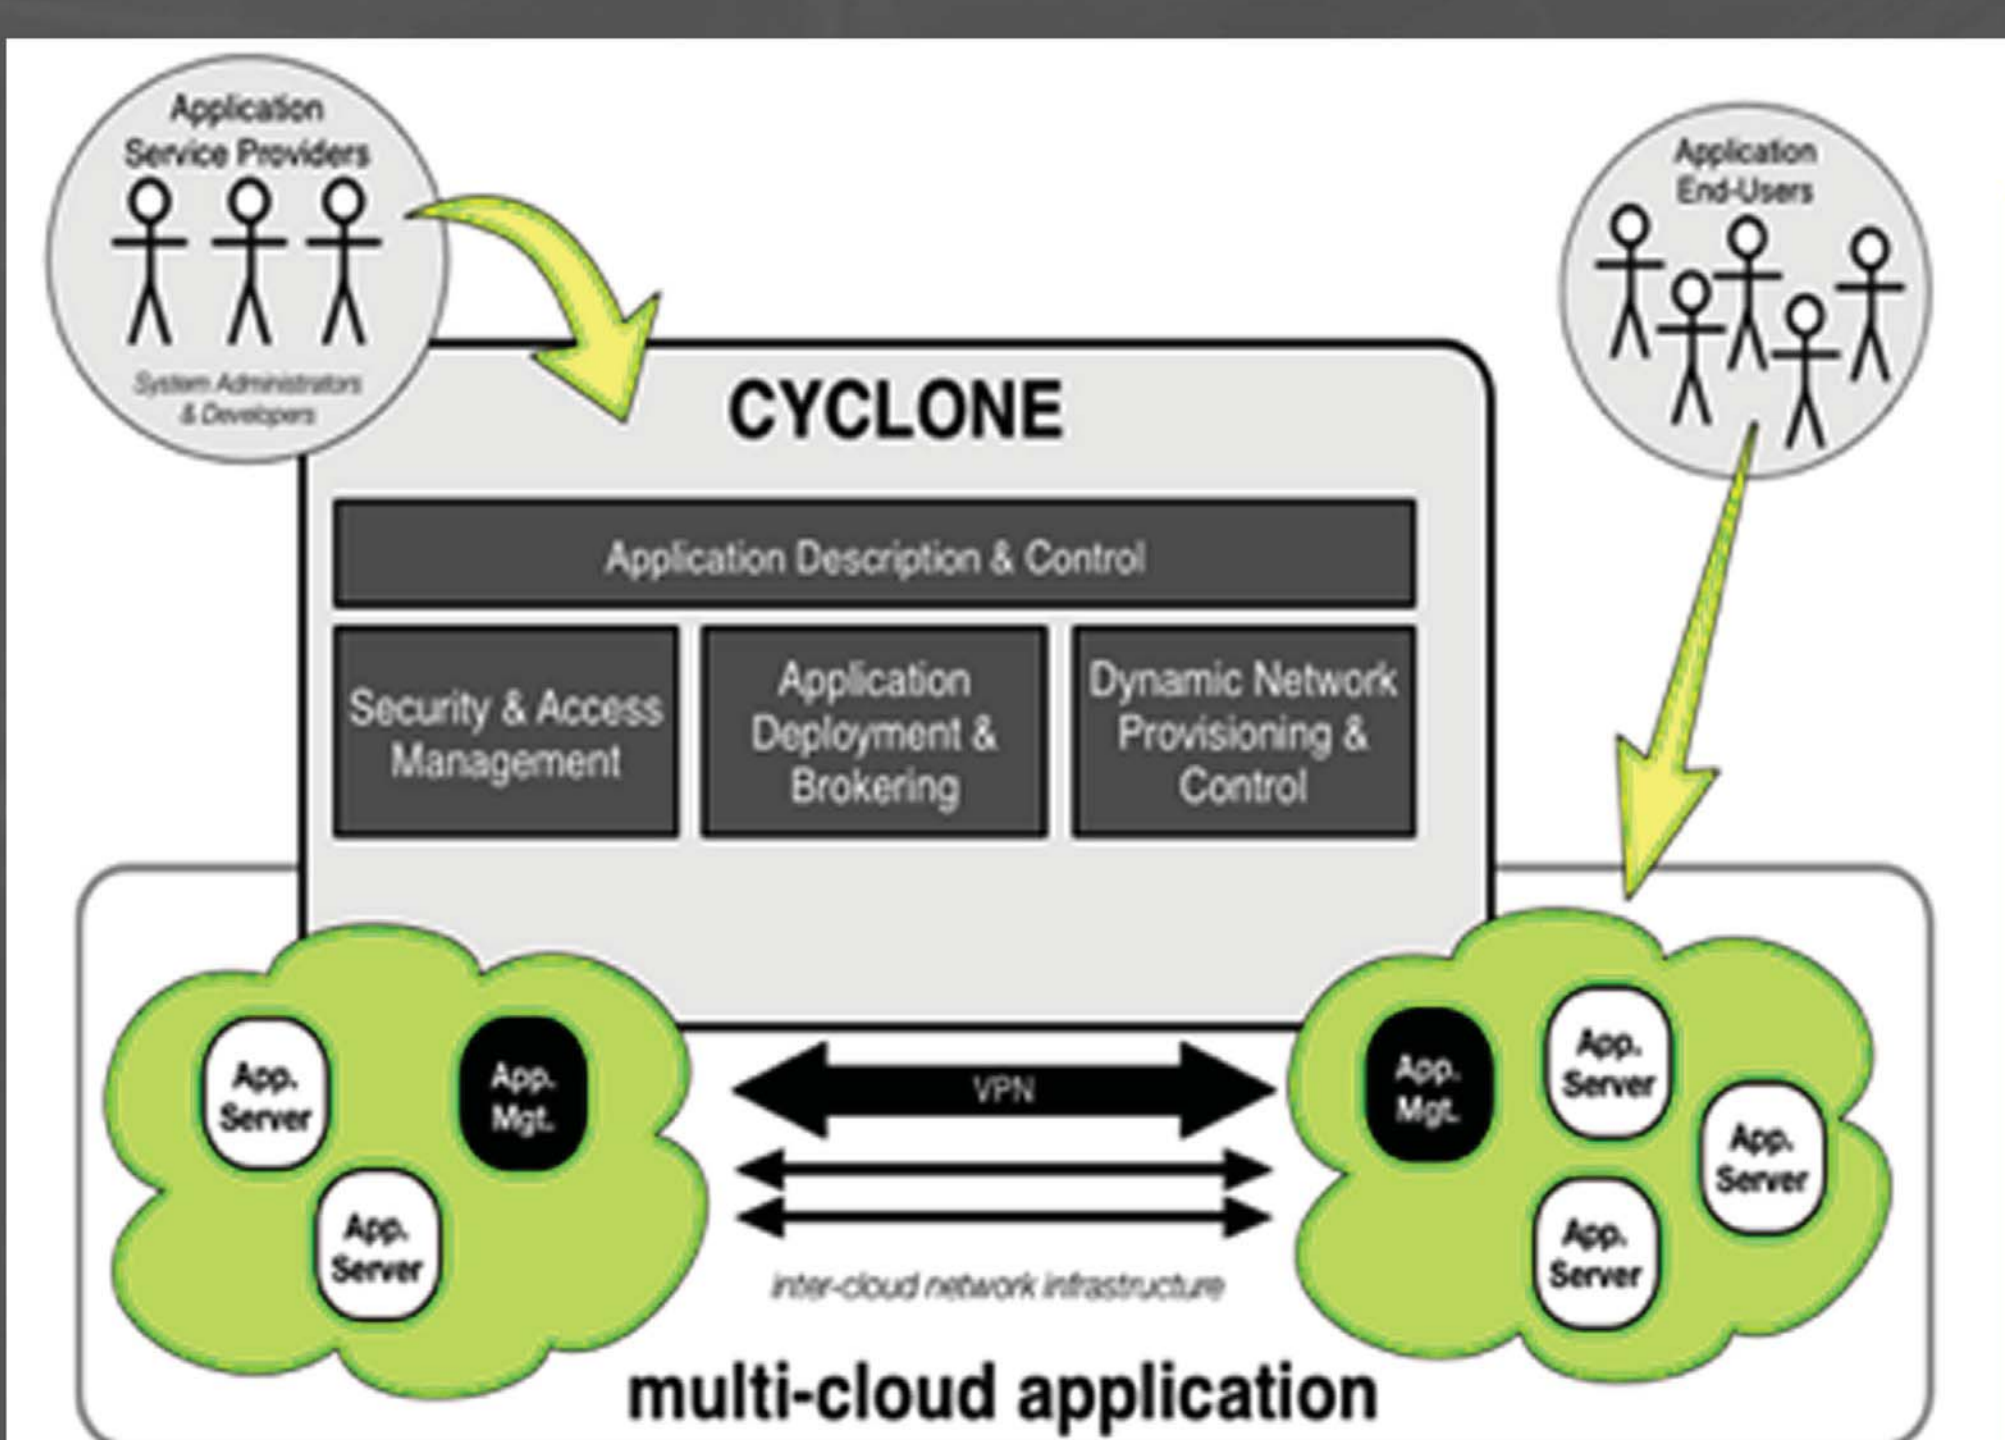 Application
Service Providers
System Administrators
& Developers
Application
End-Users
CYCLONE
Application Description & Control
Security & Access
Management
Application
Deployment &
Brokering
Dynamic Network
Provisioning &
Control
App.
Server
App.
Mgt.
App.
Server
VPN
inter-cloud network infrastructure
App.
Mgt.
App.
Server
App.
Server
App.
Server
multi-cloud application